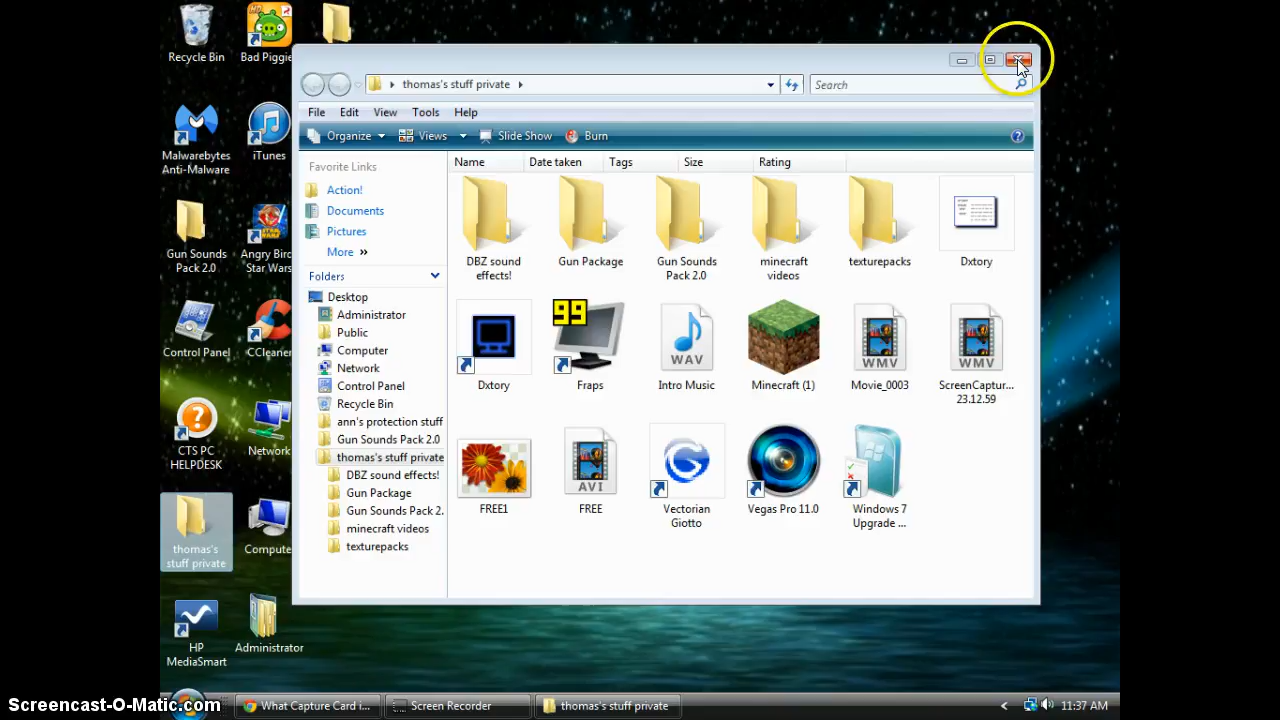 Recycle Bin
Bad Piggie
Malwarebytes
Anti-Malware
iTunes
Gun Sounds
Pack 2.0
Angry Bird
Star Wars
Control Panel
CCleaner
CTS PC
HELPDESK
Network
thomas's
stuff private
Compute
HP
MediaSmart
Administrator
thomas's stuff private
Search
File Edit View Tools Help
Organize Views Slide Show Burn
Favorite Links
Action!
Documents
Pictures
More »
Folders
Desktop
Administrator
Public
Computer
Network
Control Panel
Recycle Bin
ann's protection stuff
Gun Sounds Pack 2.0
thomas's stuff private
DBZ sound effects!
Gun Package
Gun Sounds Pack 2.
minecraft videos
texturepacks
Name Date taken Tags Size Rating
DBZ sound
effects!
Gun Package
Gun Sounds
Pack 2.0
minecraft
videos
texturepacks
Dxtory
Dxtory
99
Fraps
WAV
Intro Music
Minecraft (1)
WMV
Movie_0003
WMV
ScreenCaptur...
23.12.59
FREE1
AVI
FREE
Vectorian
Giotto
Vegas Pro 11.0
Windows 7
Upgrade ...
Screencast-O-Matic.com
What Capture Card i...
Screen Recorder
thomas's stuff private
11:37 AM